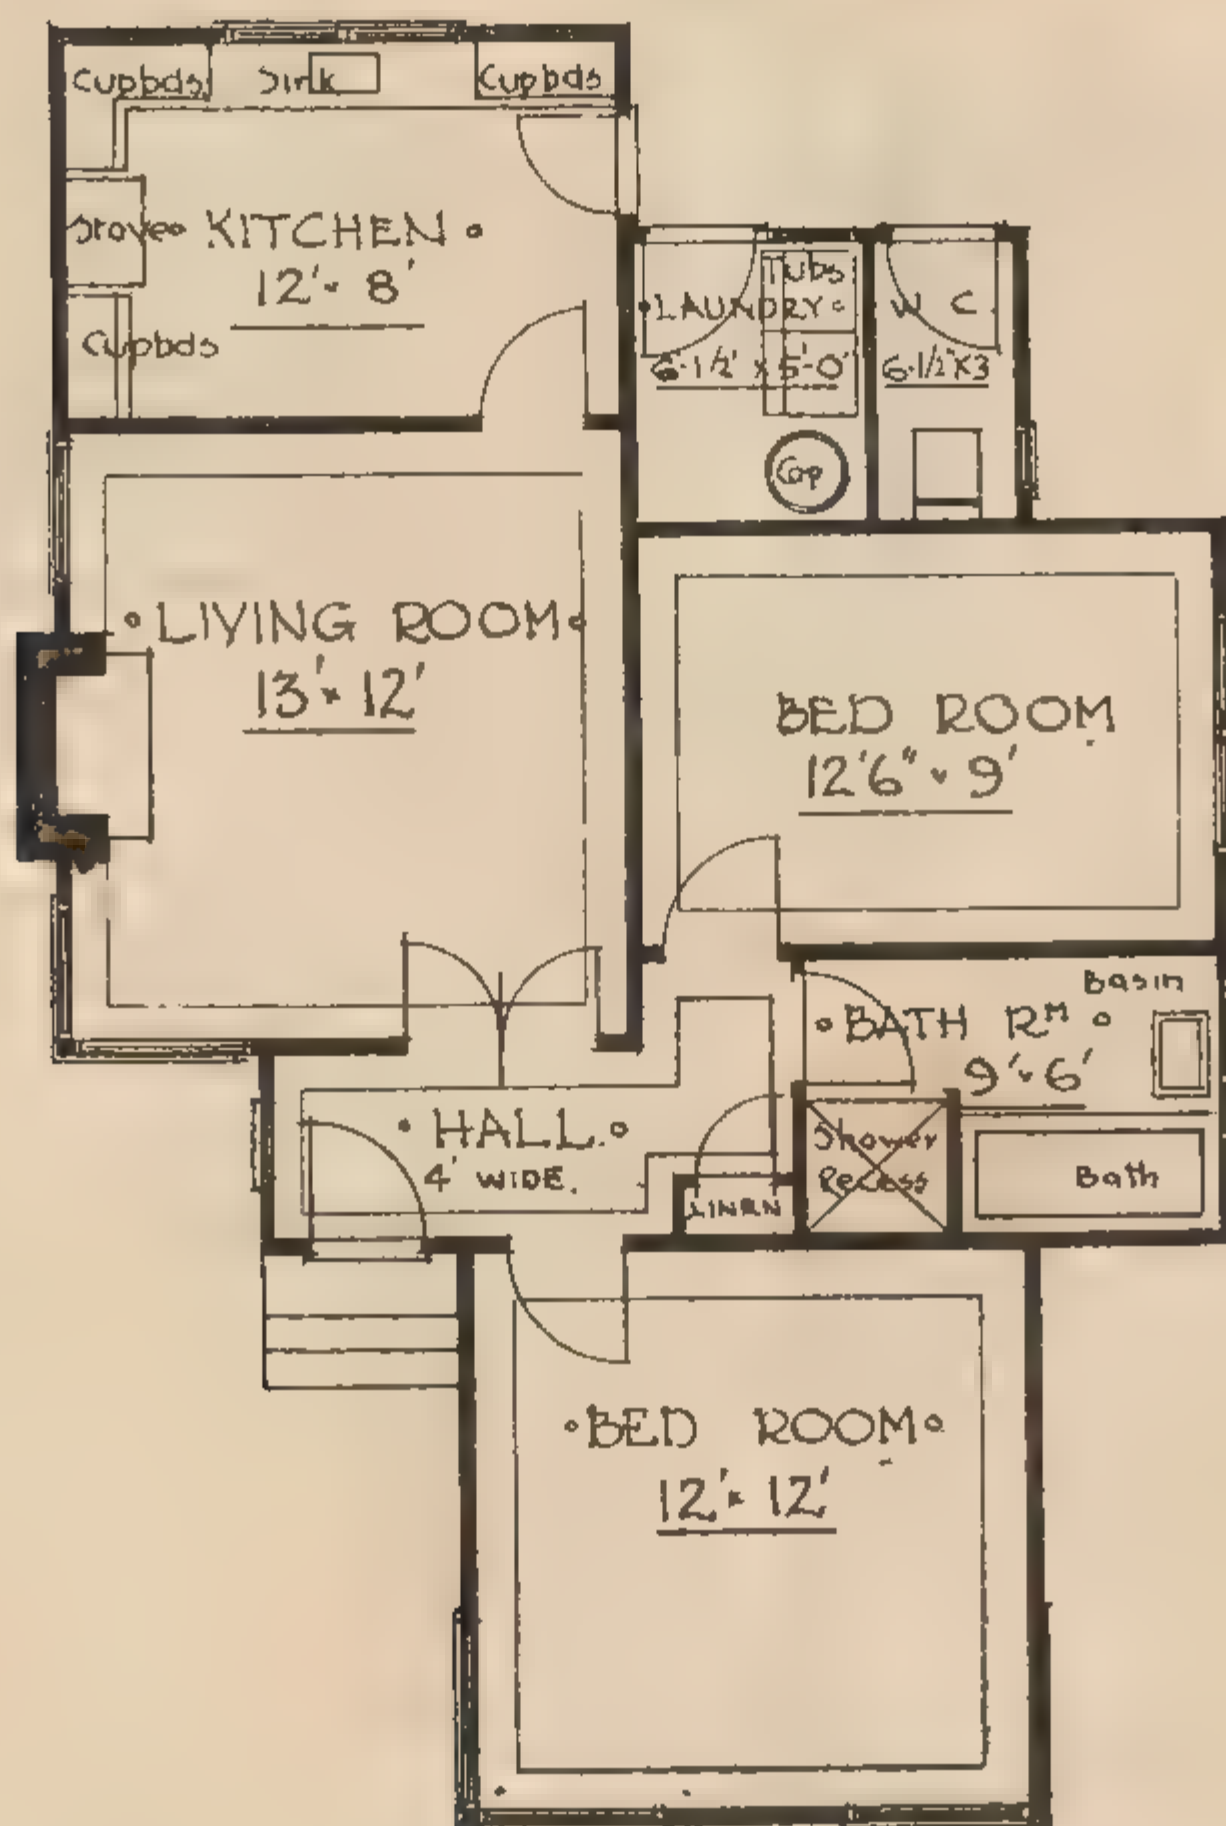 Cupbds Sink Cupbds
Stove KITCHEN
12' x 8'
Cupbds
Tubs
LAUNDRY
6-1/2' x 5'-0"
W C
6-1/2'X3
Cop
LIVING ROOM
13' x 12'
BED ROOM
12'6" x 9'
Basin
BATH RM
9' x 6'
HALL.
4' WIDE.
Shower
Recess
Bath
LINEN
BED ROOM
12' x 12'